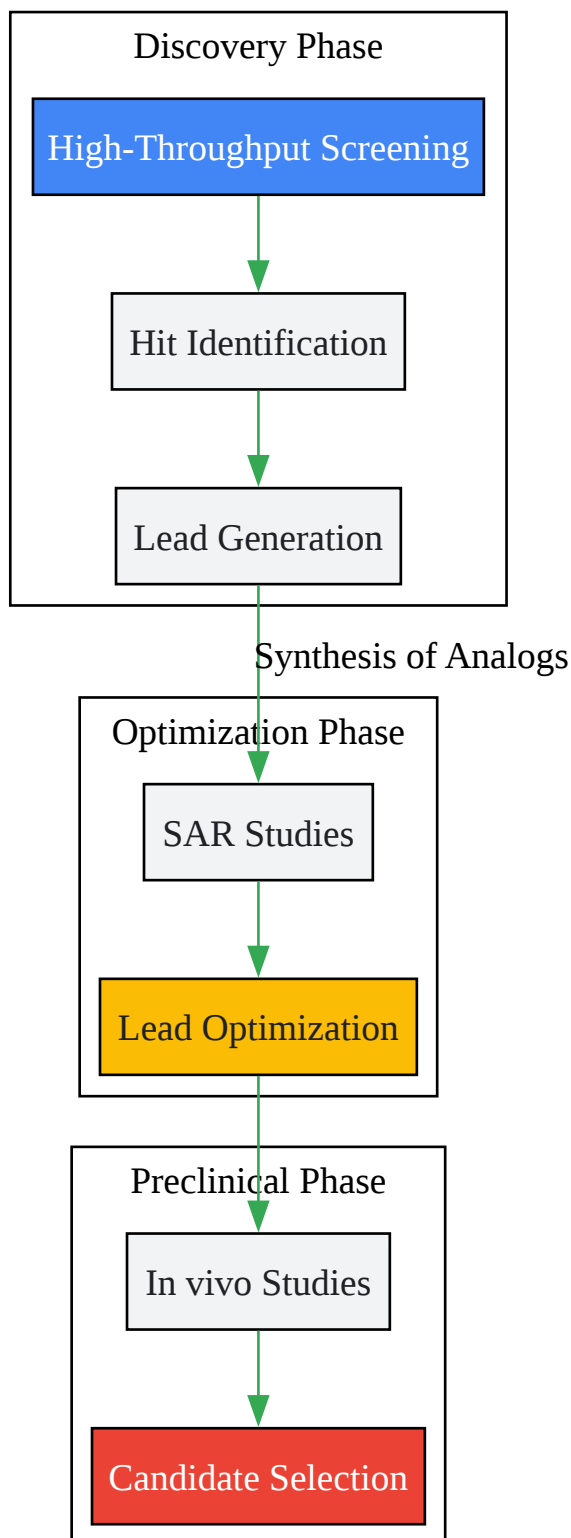 Discovery Phase
High-Throughput Screening
Hit Identification
Lead Generation
Synthesis of Analogs
Optimization Phase
SAR Studies
Lead Optimization
Preclinical Phase
In vivo Studies
Candidate Selection